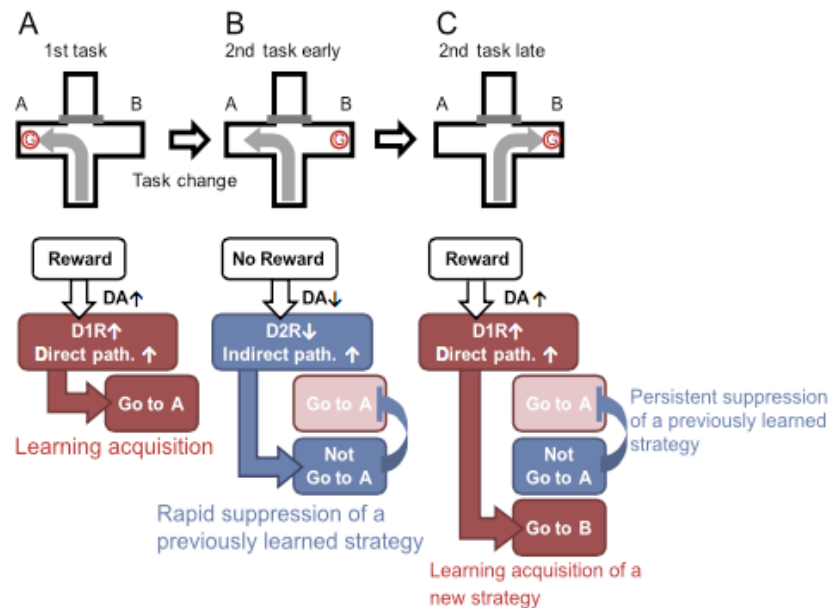 A
1st task
A
B
G
Task change
B
2nd task early
A
B
G
C
2nd task late
A
B
G
Reward
DA↑
D1R↑
Direct path. ↑
Go to A
Learning acquisition
No Reward
DA↓
D2R↓
Indirect path. ↑
Go to A
Not
Go to A
Rapid suppression of a
previously learned strategy
Reward
DA↑
D1R↑
Direct path. ↑
Go to A
Not
Go to A
Go to B
Persistent suppression
of a previously learned
strategy
Learning acquisition of a
new strategy